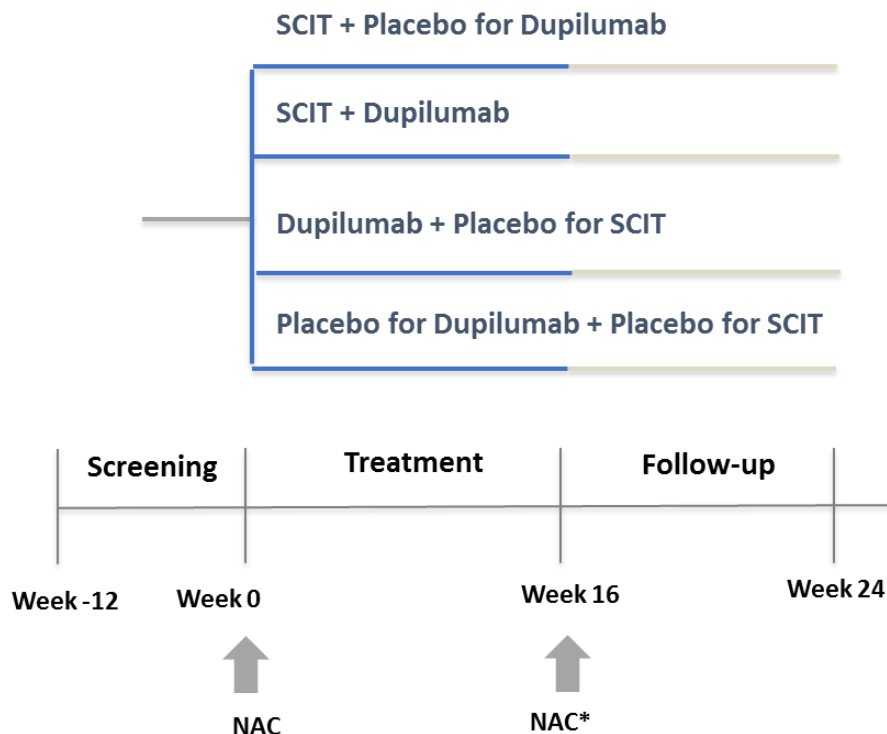 SCIT + Placebo for Dupilumab
SCIT + Dupilumab
Dupilumab + Placebo for SCIT
Placebo for Dupilumab + Placebo for SCIT
Screening Treatment Follow-up
Week -12 Week 0 Week 16 Week 24
NAC NAC*